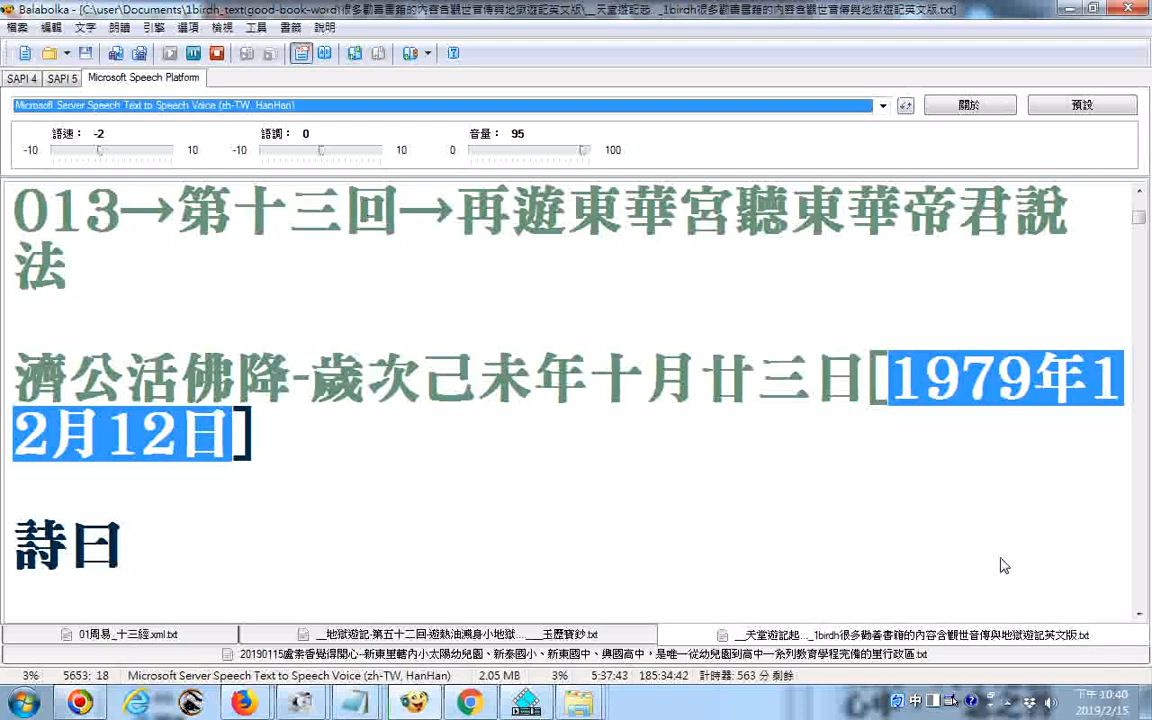 Balabolka - [C:\user\Documents\1birdh_text(good-book-word)很多勸善書籍的內容含觀世音傳與地獄遊記英文版\__天堂遊記起..._1birdh很多勸善書籍的內容含觀世音傳與地獄遊記英文版.txt]
檔案 編輯 文字 朗讀 引擎 選項 檢視 工具 書籤 說明
SAPI 4 SAPI 5 Microsoft Speech Platform
Microsoft Server Speech Text to Speech Voice (zh-TW, HanHan)
關於 預設
語速： -2 語調： 0 音量： 95
-10 10 -10 10 0 100
013→第十三回→再遊東華宮聽東華帝君說
法
濟公活佛降-歲次己未年十月廿三日[1979年1
2月12日]
詩曰
01周易_十三經.xml.txt __地獄遊記-第五十二回-遊熱油濺身小地獄...____玉歷寶鈔.txt __天堂遊記起..._1birdh很多勸善書籍的內容含觀世音傳與地獄遊記英文版.txt
20190115盧素香覺得開心--新東里轄內小太陽幼兒園、新泰國小、新東國中、興國高中，是唯一從幼兒園到高中一系列教育學程完備的里行政區.txt
3% 5653: 18 Microsoft Server Speech Text to Speech Voice (zh-TW, HanHan) 2.05 MB 3% 5:37:43 185:34:42 計時器: 563 分 剩餘
中
下午 10:40
2019/2/15